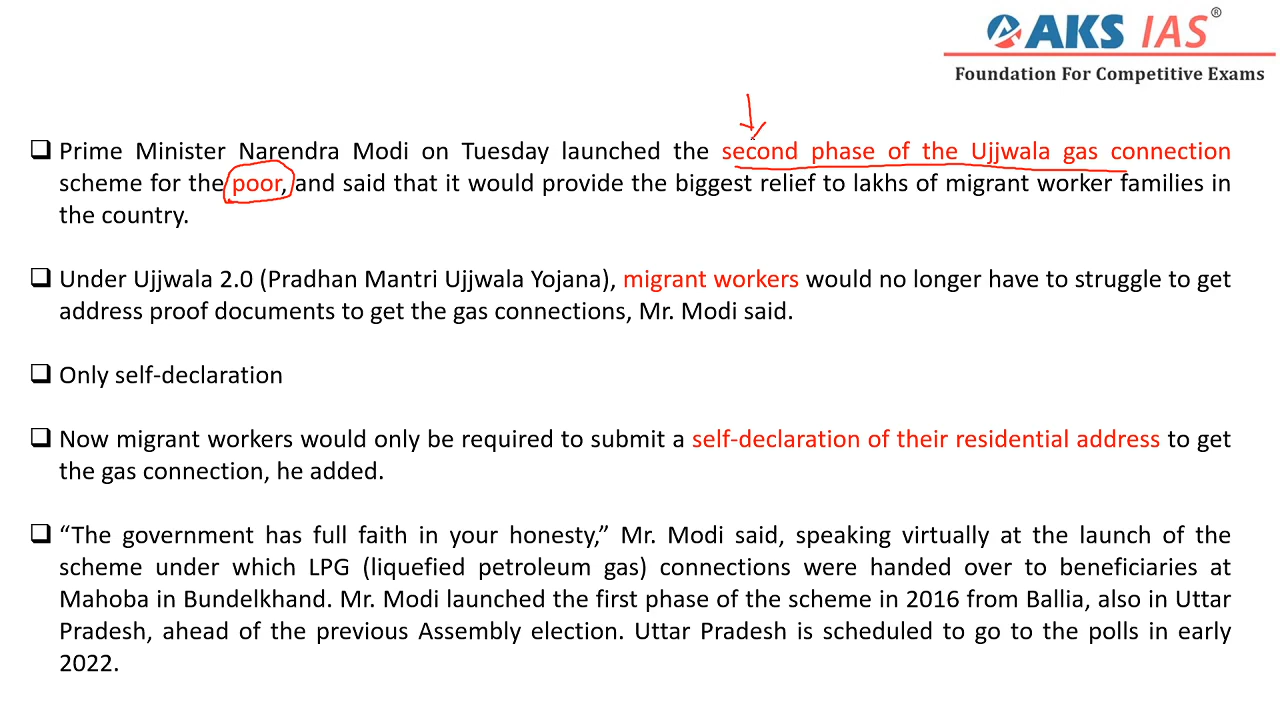 AKS IAS®
Foundation For Competitive Exams
❑ Prime Minister Narendra Modi on Tuesday launched the second phase of the Ujjwala gas connection
scheme for the poor, and said that it would provide the biggest relief to lakhs of migrant worker families in
the country.
❑ Under Ujjwala 2.0 (Pradhan Mantri Ujjwala Yojana), migrant workers would no longer have to struggle to get
address proof documents to get the gas connections, Mr. Modi said.
❑ Only self-declaration
❑ Now migrant workers would only be required to submit a self-declaration of their residential address to get
the gas connection, he added.
❑ “The government has full faith in your honesty,” Mr. Modi said, speaking virtually at the launch of the
scheme under which LPG (liquefied petroleum gas) connections were handed over to beneficiaries at
Mahoba in Bundelkhand. Mr. Modi launched the first phase of the scheme in 2016 from Ballia, also in Uttar
Pradesh, ahead of the previous Assembly election. Uttar Pradesh is scheduled to go to the polls in early
2022.